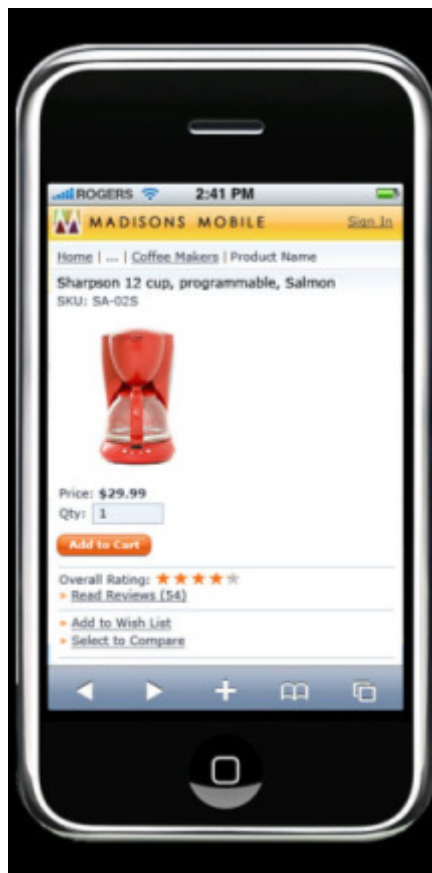 ROGERS 2:41 PM
MADISONS MOBILE Sign In
Home | ... | Coffee Makers | Product Name
Sharpson 12 cup, programmable, Salmon
SKU: SA-02S
Price: $29.99
Qty: 1
Add to Cart
Overall Rating:
» Read Reviews (54)
» Add to Wish List
» Select to Compare